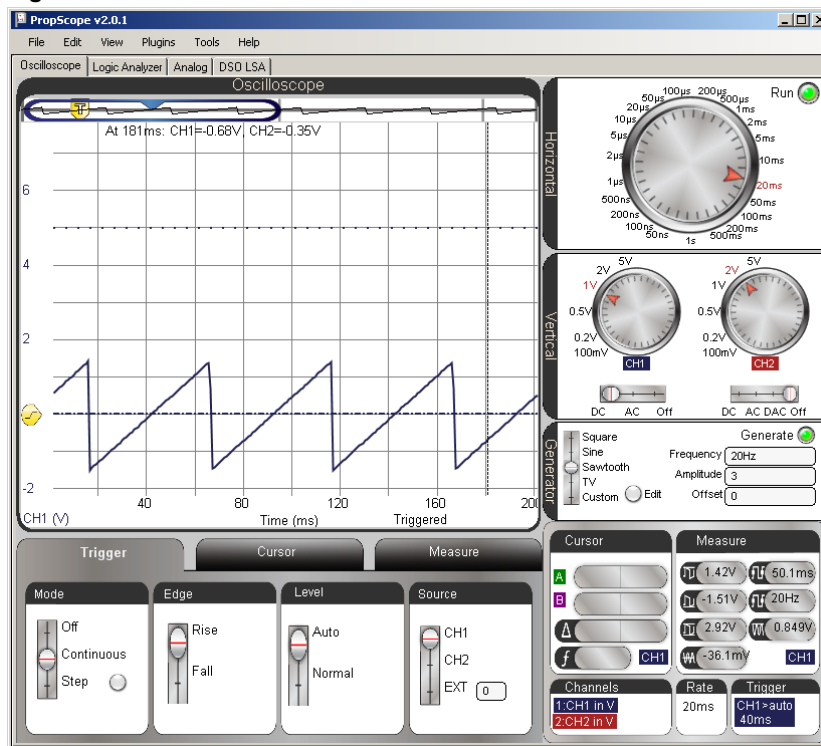 PropScope v2.0.1
File Edit View Plugins Tools Help
Oscilloscope Logic Analyzer Analog DSO LSA
Oscilloscope
T
At 181ms: CH1=-0.68V, CH2=-0.35V
6
4
2
-2
40 80 120 160 200
CH1 (V) Time (ms) Triggered
Horizontal
Run
100µs 200µs
50µs 500µs
20µs 1ms
10µs 2ms
5µs 5ms
2µs 10ms
1µs 20ms
500ns 50ms
200ns 100ms
100ns 200ms
50ns 1s 500ms
Vertical
5V 5V
2V 2V
1V 1V
0.5V 0.5V
0.2V 0.2V
100mV 100mV
CH1 CH2
DC AC Off DC AC DAC Off
Generator
Square
Sine
Sawtooth
TV
Custom Edit
Generate
Frequency 20Hz
Amplitude 3
Offset 0
Trigger Cursor Measure
Mode
Off
Continuous
Step
Edge
Rise
Fall
Level
Auto
Normal
Source
CH1
CH2
EXT 0
Cursor
A
B
Δ
f CH1
Measure
1.42V 50.1ms
-1.51V 20Hz
2.92V 0.849V
-36.1mV CH1
Channels
1:CH1 in V
2:CH2 in V
Rate
20ms
Trigger
CH1>auto
40ms